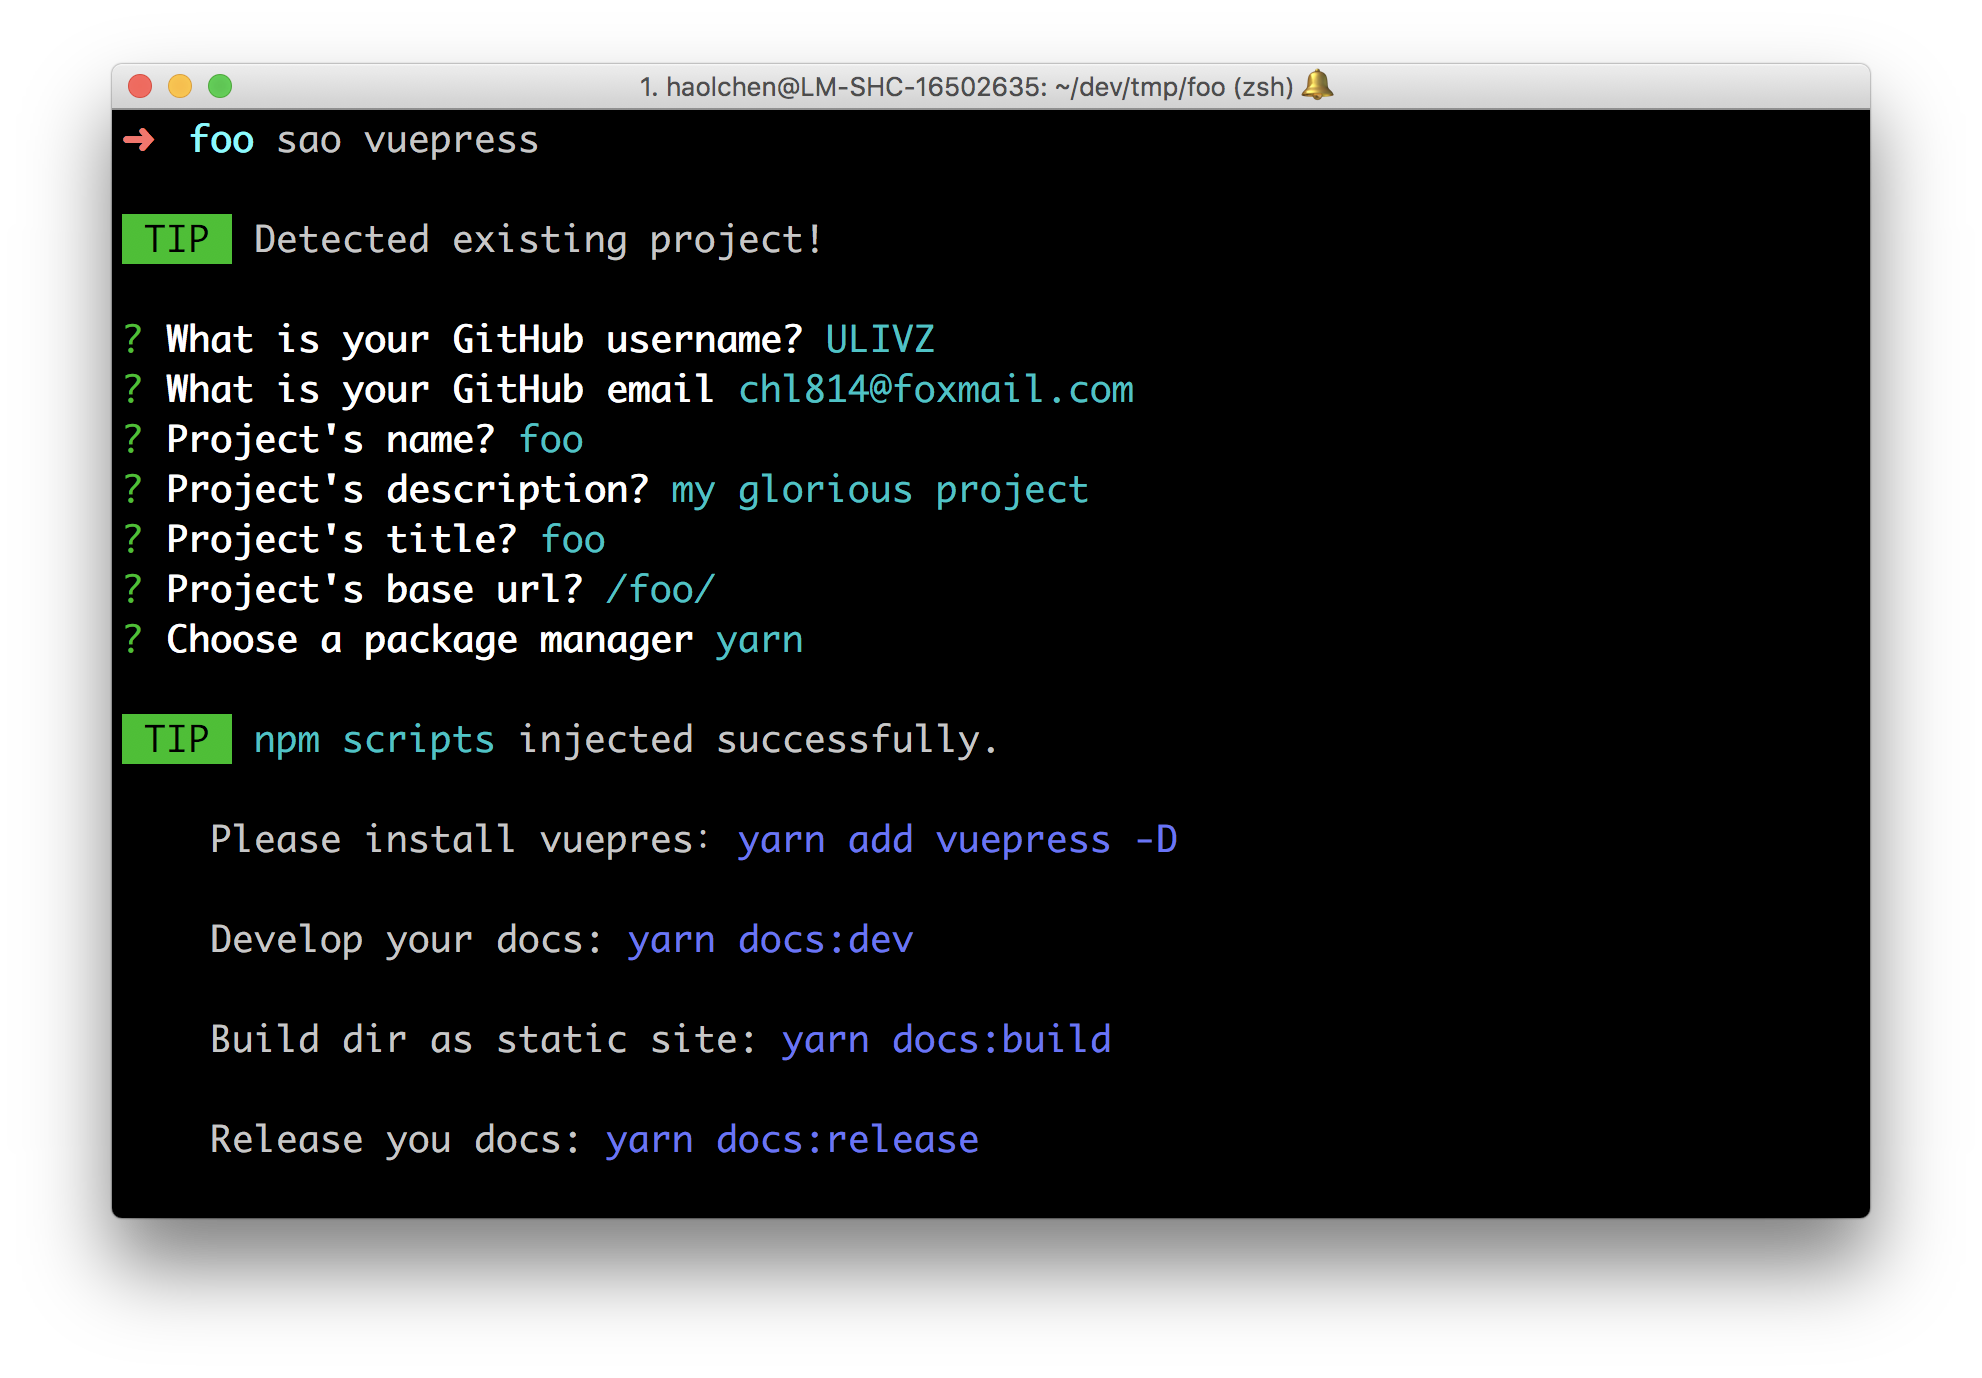 1. haolchen@LM-SHC-16502635: ~/dev/tmp/foo (zsh)
➜ foo sao vuepress
TIP Detected existing project!
? What is your GitHub username? ULIVZ
? What is your GitHub email chl814@foxmail.com
? Project's name? foo
? Project's description? my glorious project
? Project's title? foo
? Project's base url? /foo/
? Choose a package manager yarn
TIP npm scripts injected successfully.
Please install vuepres: yarn add vuepress -D
Develop your docs: yarn docs:dev
Build dir as static site: yarn docs:build
Release you docs: yarn docs:release